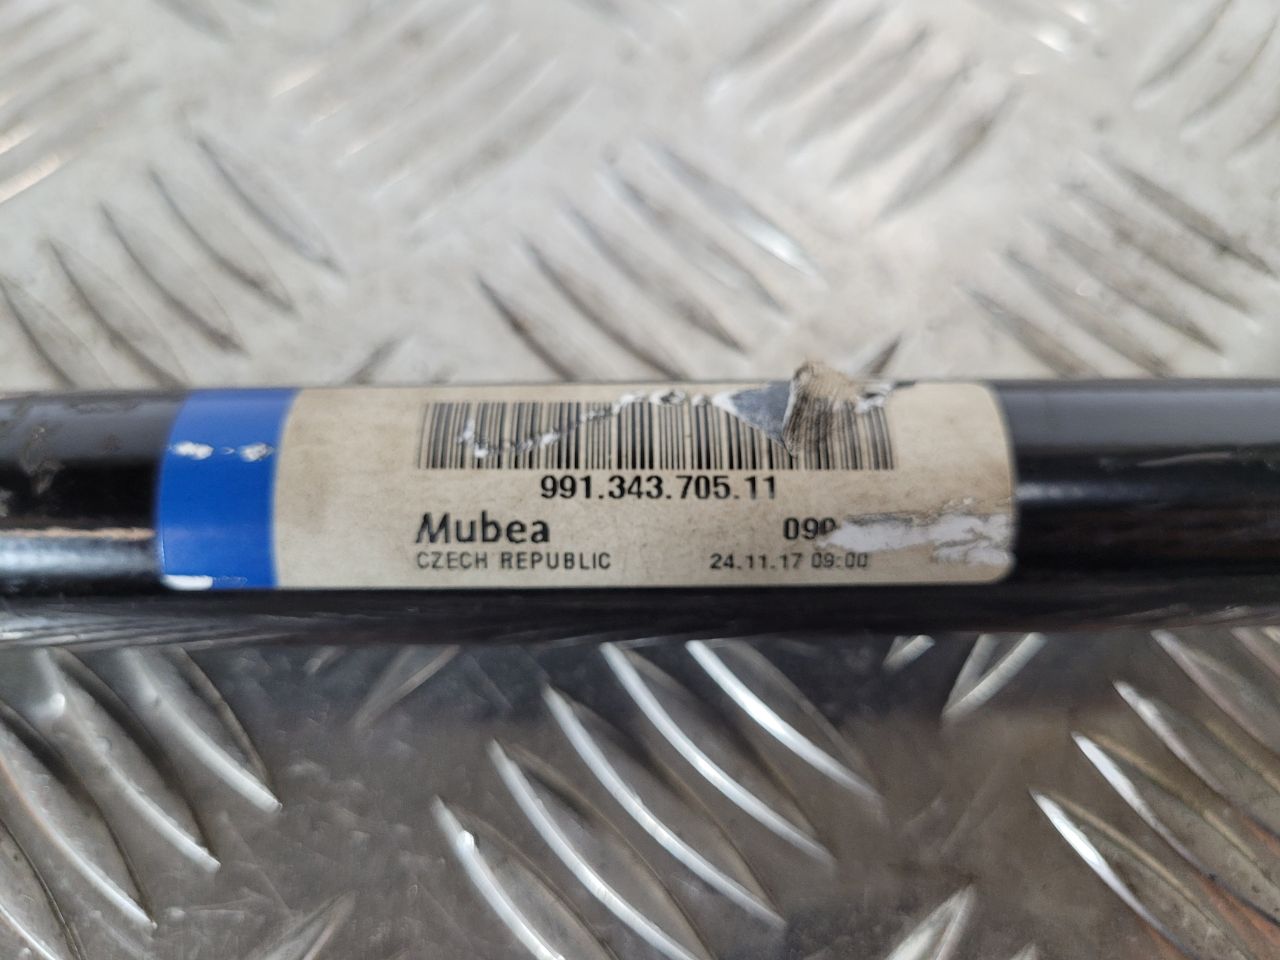 991.343.705.11
Mubea
CZECH REPUBLIC 24.11.17 09:00